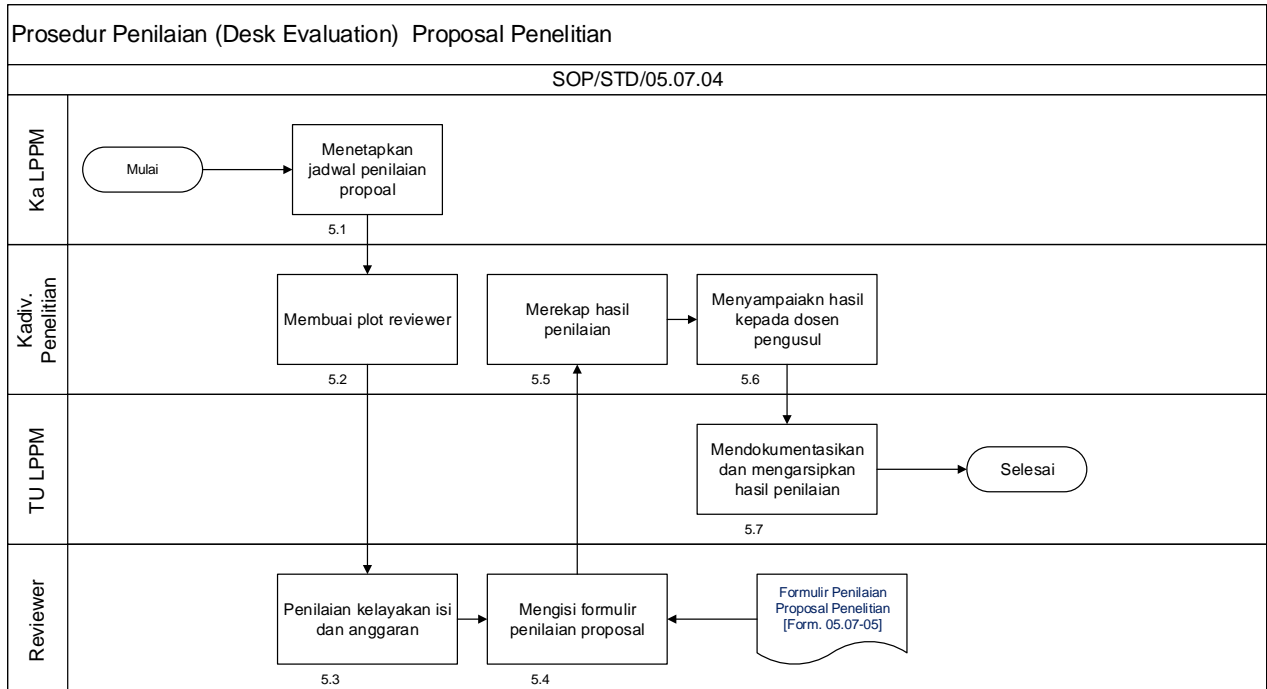 Prosedur Penilaian (Desk Evaluation) Proposal Penelitian
SOP/STD/05.07.04
Ka LPPM
Mulai
Menetapkan
jadwal penilaian
propoal
5.1
Kadiv.
Penelitian
Membuai plot reviewer
5.2
Merekap hasil
penilaian
5.5
Menyampaiakn hasil
kepada dosen
pengusul
5.6
TU LPPM
Mendokumentasikan
dan mengarsipkan
hasil penilaian
5.7
Selesai
Reviewer
Penilaian kelayakan isi
dan anggaran
5.3
Mengisi formulir
penilaian proposal
5.4
Formulir Penilaian
Proposal Penelitian
[Form. 05.07-05]